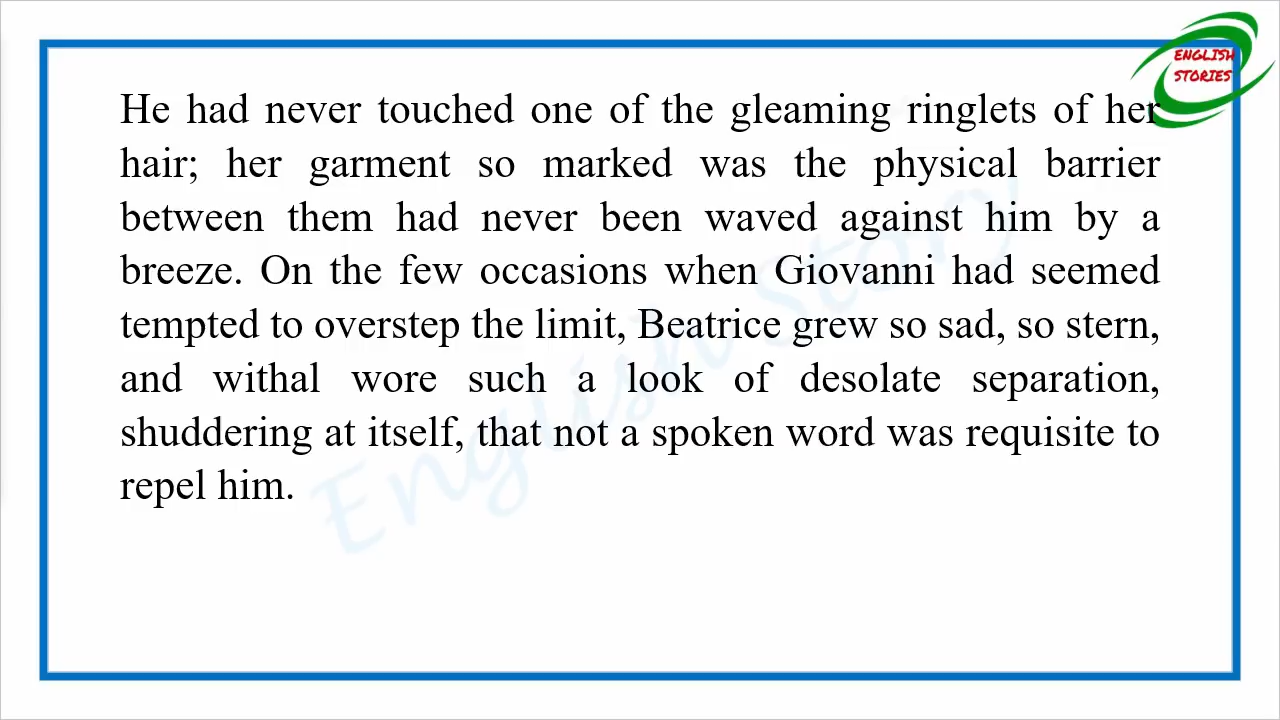 ENGLISH
STORIES
He had never touched one of the gleaming ringlets of her
hair; her garment so marked was the physical barrier
between them had never been waved against him by a
breeze. On the few occasions when Giovanni had seemed
tempted to overstep the limit, Beatrice grew so sad, so stern,
and withal wore such a look of desolate separation,
shuddering at itself, that not a spoken word was requisite to
repel him.
English Story